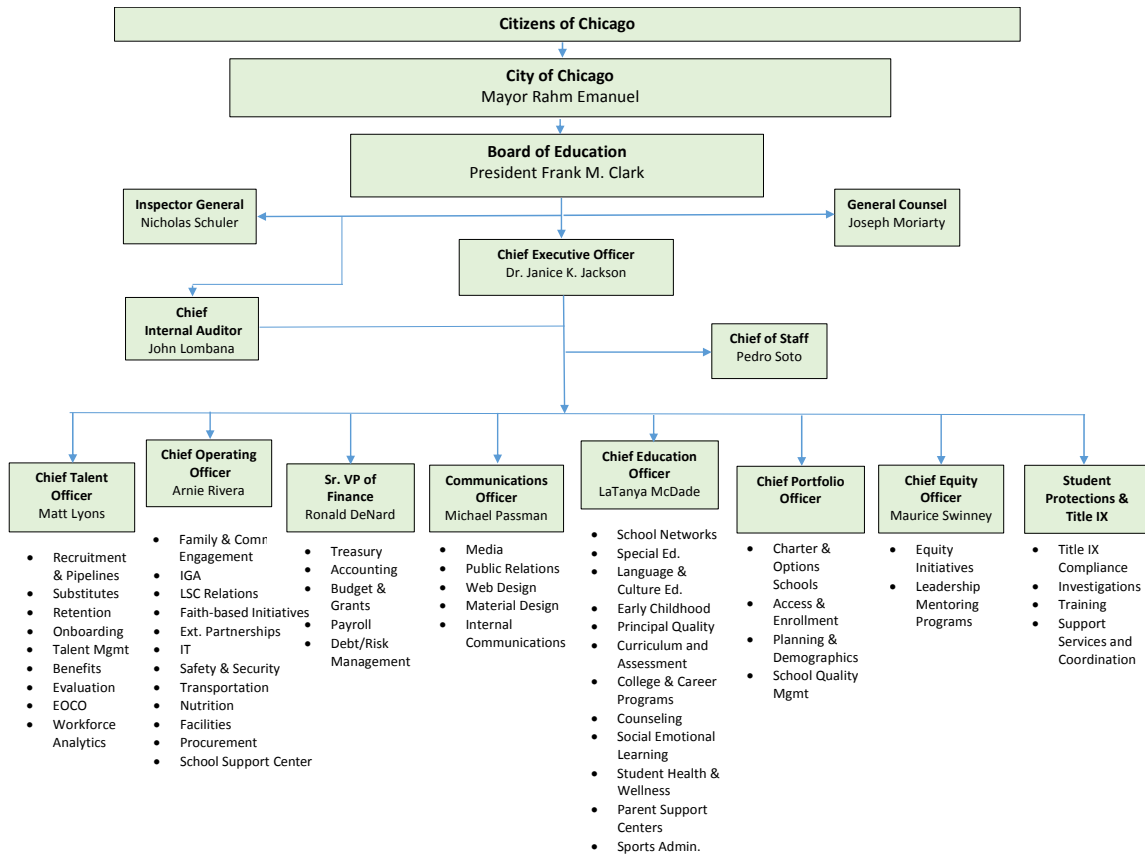 Citizens of Chicago
City of Chicago
Mayor Rahm Emanuel
Board of Education
President Frank M. Clark
Inspector General
Nicholas Schuler
General Counsel
Joseph Moriarty
Chief Executive Officer
Dr. Janice K. Jackson
Chief
Internal Auditor
John Lombana
Chief of Staff
Pedro Soto
Chief Talent
Officer
Matt Lyons
• Recruitment
& Pipelines
• Substitutes
• Retention
• Onboarding
• Talent Mgmt
• Benefits
• Evaluation
• EOCO
• Workforce
Analytics
Chief Operating
Officer
Arnie Rivera
• Family & Comm
Engagement
• IGA
• LSC Relations
• Faith-based Initiatives
• Ext. Partnerships
• IT
• Safety & Security
• Transportation
• Nutrition
• Facilities
• Procurement
• School Support Center
Sr. VP of
Finance
Ronald DeNard
• Treasury
• Accounting
• Budget &
Grants
• Payroll
• Debt/Risk
Management
Communications
Officer
Michael Passman
• Media
• Public Relations
• Web Design
• Material Design
• Internal
Communications
Chief Education
Officer
LaTanya McDade
• School Networks
• Special Ed.
• Language &
Culture Ed.
• Early Childhood
• Principal Quality
• Curriculum and
Assessment
• College & Career
Programs
• Counseling
• Social Emotional
Learning
• Student Health &
Wellness
• Parent Support
Centers
• Sports Admin.
Chief Portfolio
Officer
• Charter &
Options
Schools
• Access &
Enrollment
• Planning &
Demographics
• School Quality
Mgmt
Chief Equity
Officer
Maurice Swinney
• Equity
Initiatives
• Leadership
Mentoring
Programs
Student
Protections &
Title IX
• Title IX
Compliance
• Investigations
• Training
• Support
Services and
Coordination